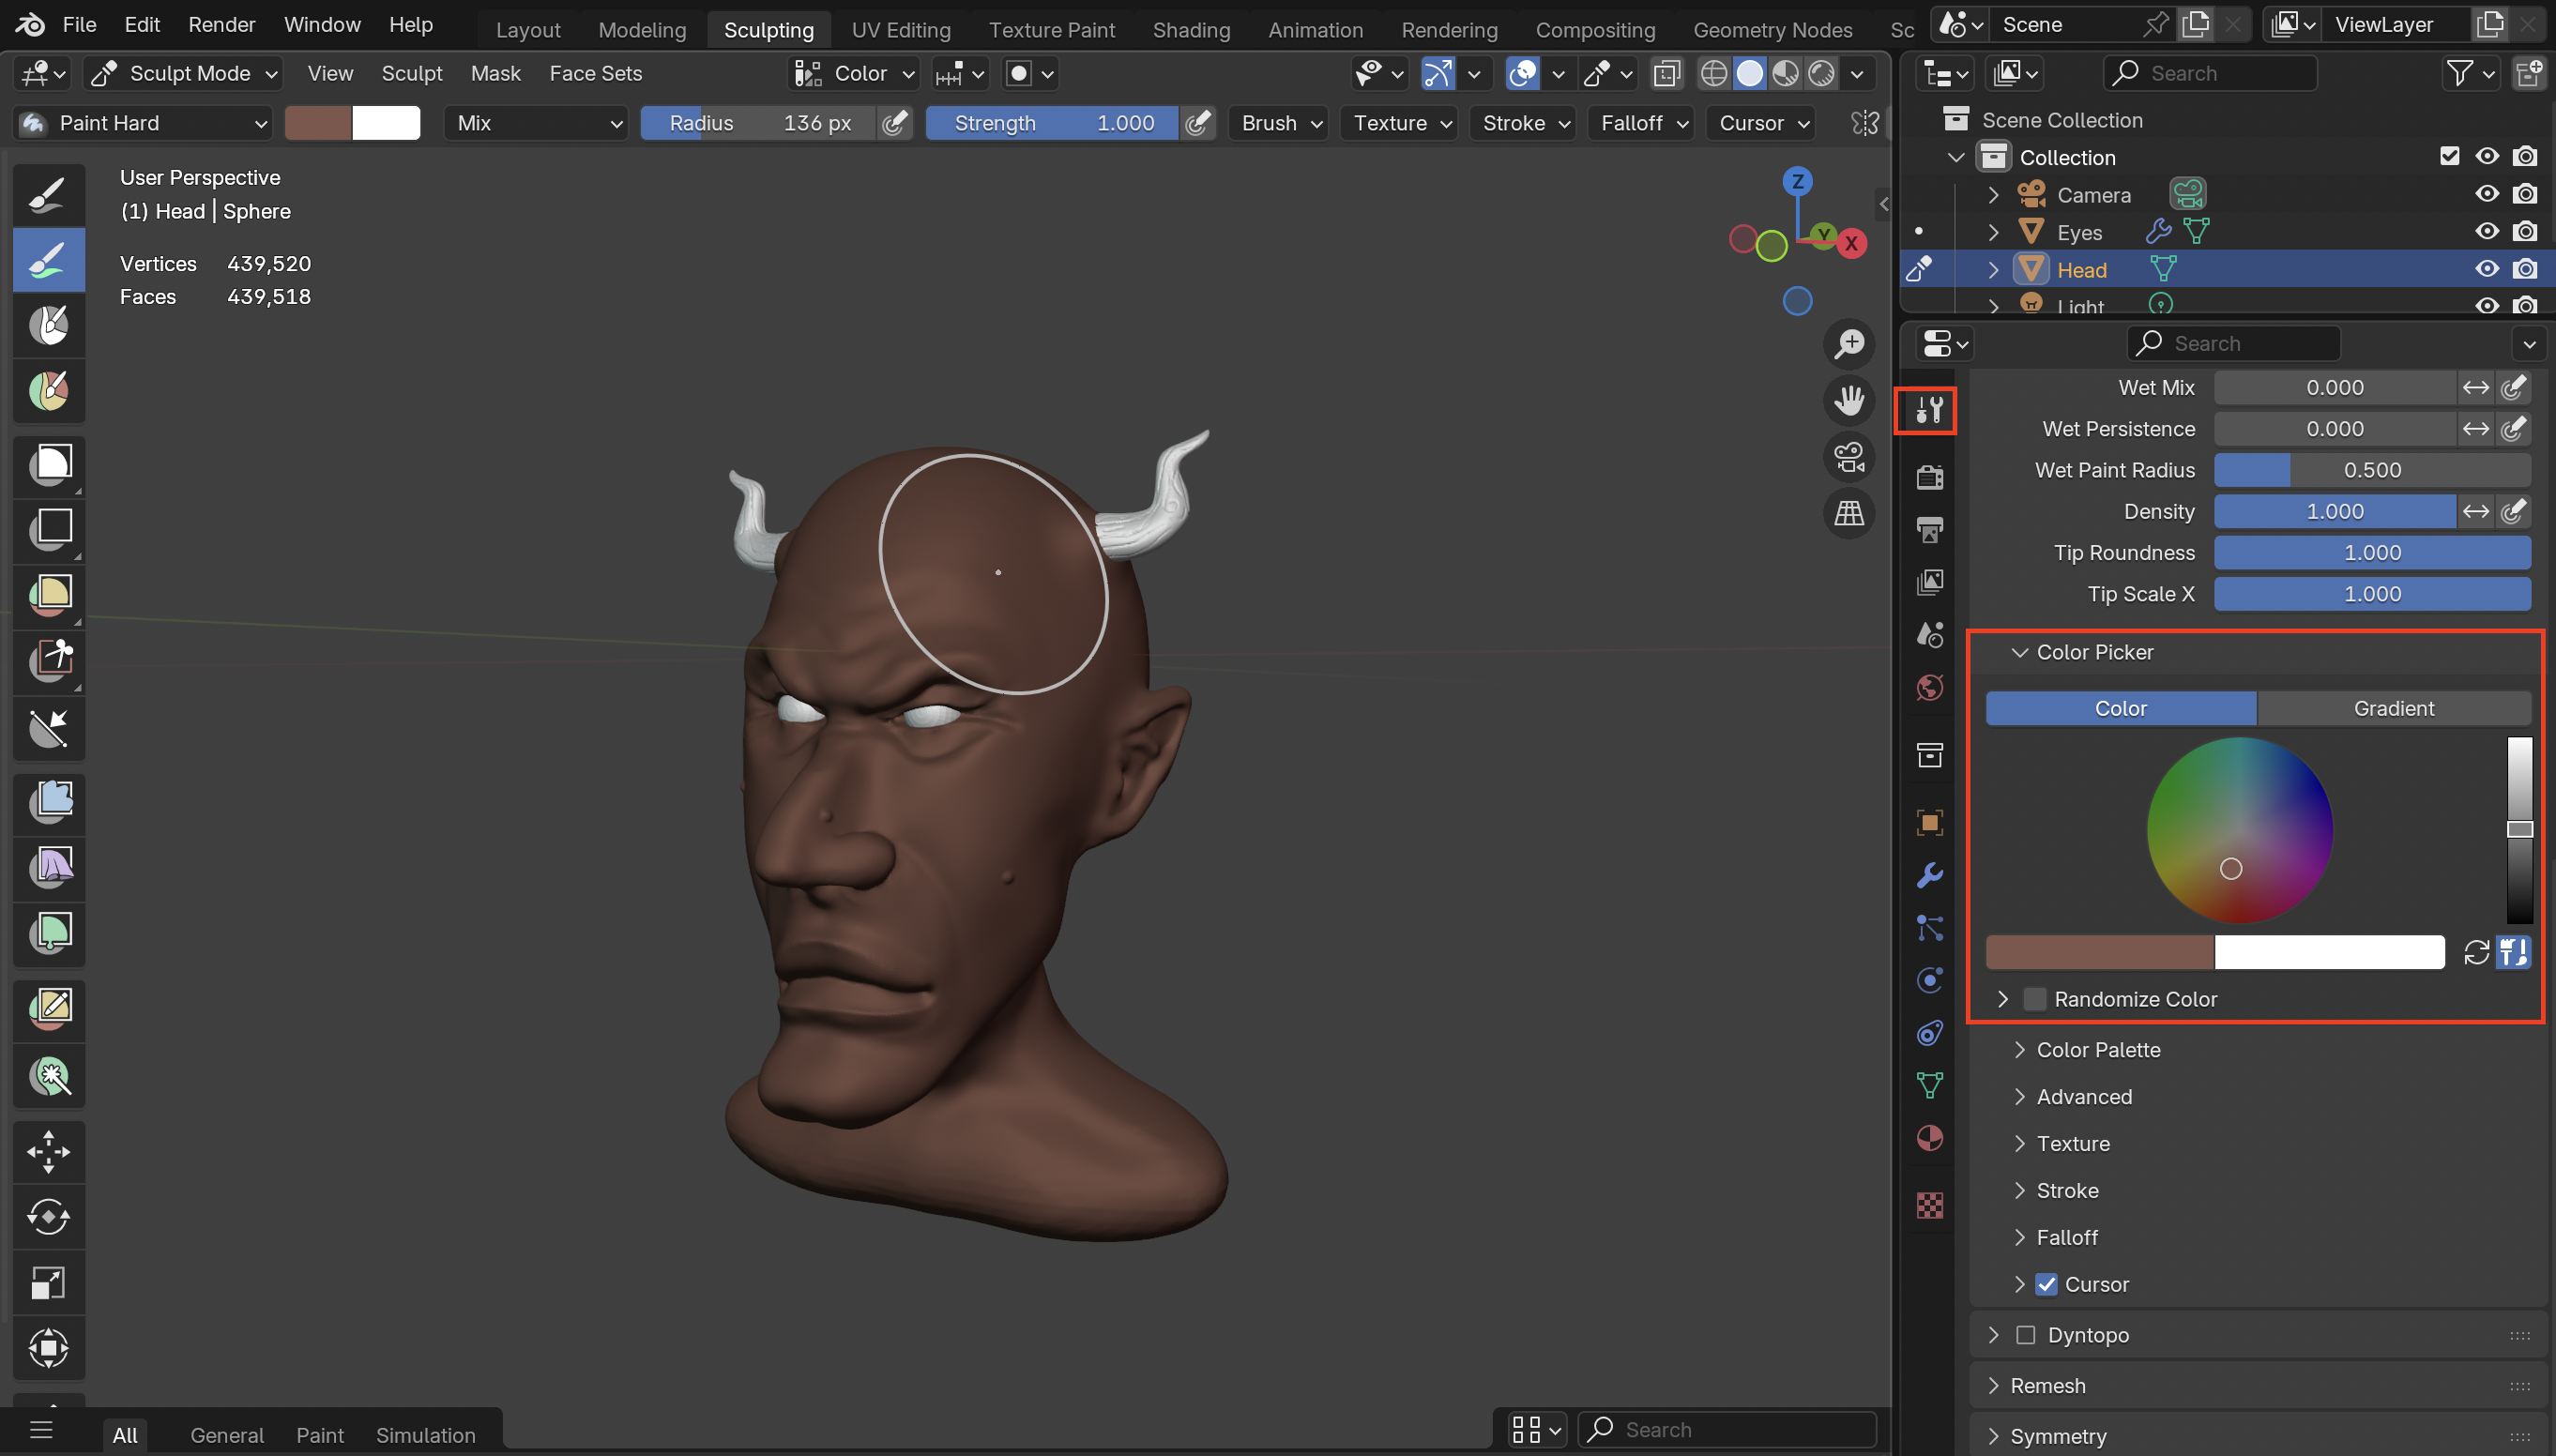 File Edit Render Window Help Layout Modeling Sculpting UV Editing Texture Paint Shading Animation Rendering Compositing Geometry Nodes Sc Scene ViewLayer
Sculpt Mode View Sculpt Mask Face Sets Color Search
Paint Hard Mix Radius 136 px Strength 1.000 Brush Texture Stroke Falloff Cursor
User Perspective
(1) Head | Sphere
Vertices 439,520
Faces 439,518
Z
Y
X
Scene Collection
Collection
Camera
Eyes
Head
Light
Search
Wet Mix 0.000
Wet Persistence 0.000
Wet Paint Radius 0.500
Density 1.000
Tip Roundness 1.000
Tip Scale X 1.000
Color Picker
Color Gradient
Randomize Color
Color Palette
Advanced
Texture
Stroke
Falloff
Cursor
Dyntopo
Remesh
Symmetry
All General Paint Simulation Search